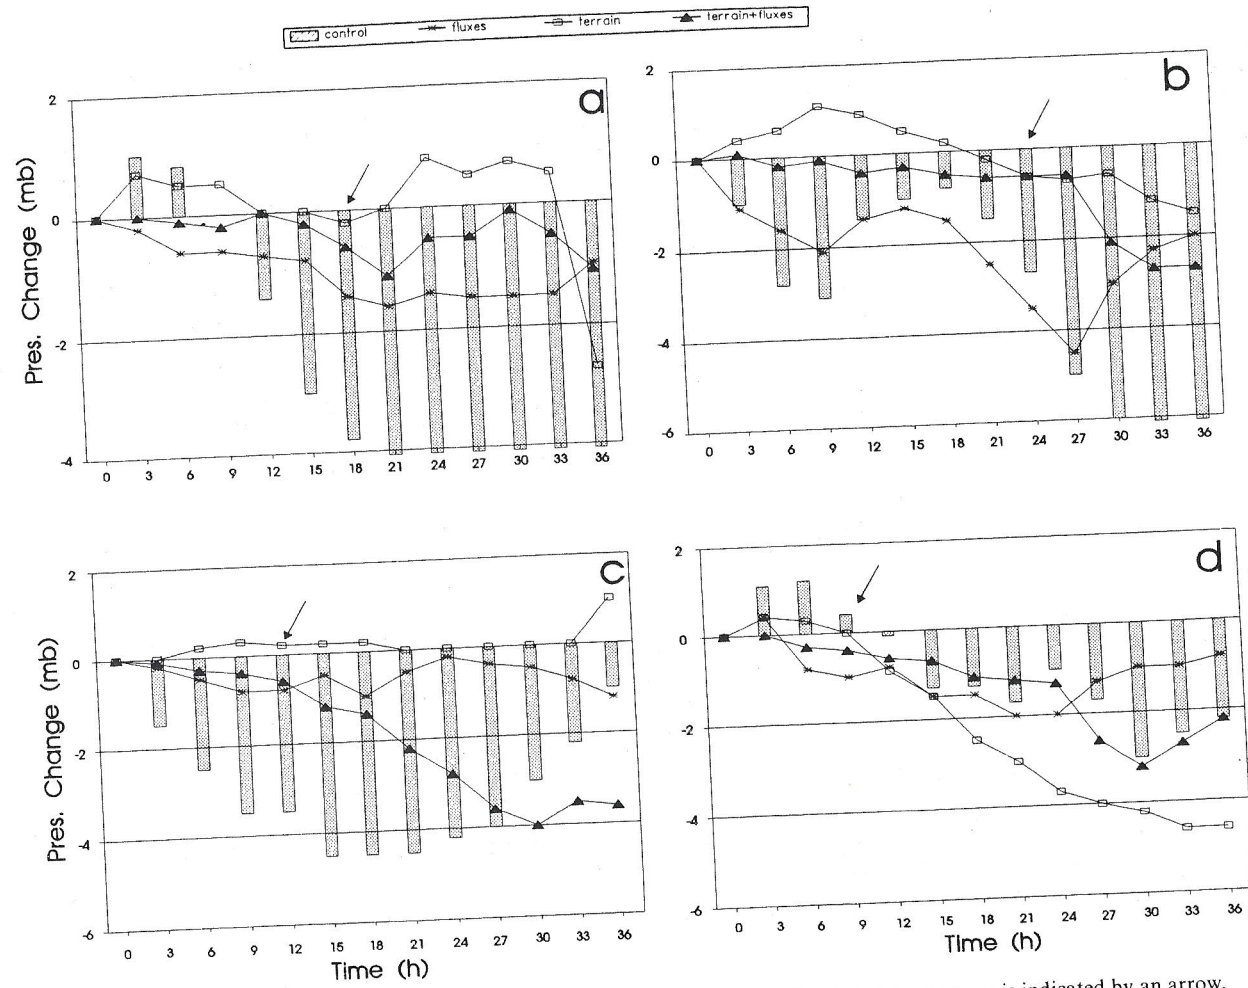 control fluxes terrain terrain+fluxes
a
2
0
-2
-4
Pres. Change (mb)
0 3 6 9 12 15 18 21 24 27 30 33 36
b
2
0
-2
-4
-6
0 3 6 9 12 15 18 21 24 27 30 33 36
c
2
0
-2
-4
-6
Pres. Change (mb)
0 3 6 9 12 15 18 21 24 27 30 33 36
Time (h)
d
2
0
-2
-4
-6
0 3 6 9 12 15 18 21 24 27 30 33 36
Time (h)
is indicated by an arrow.